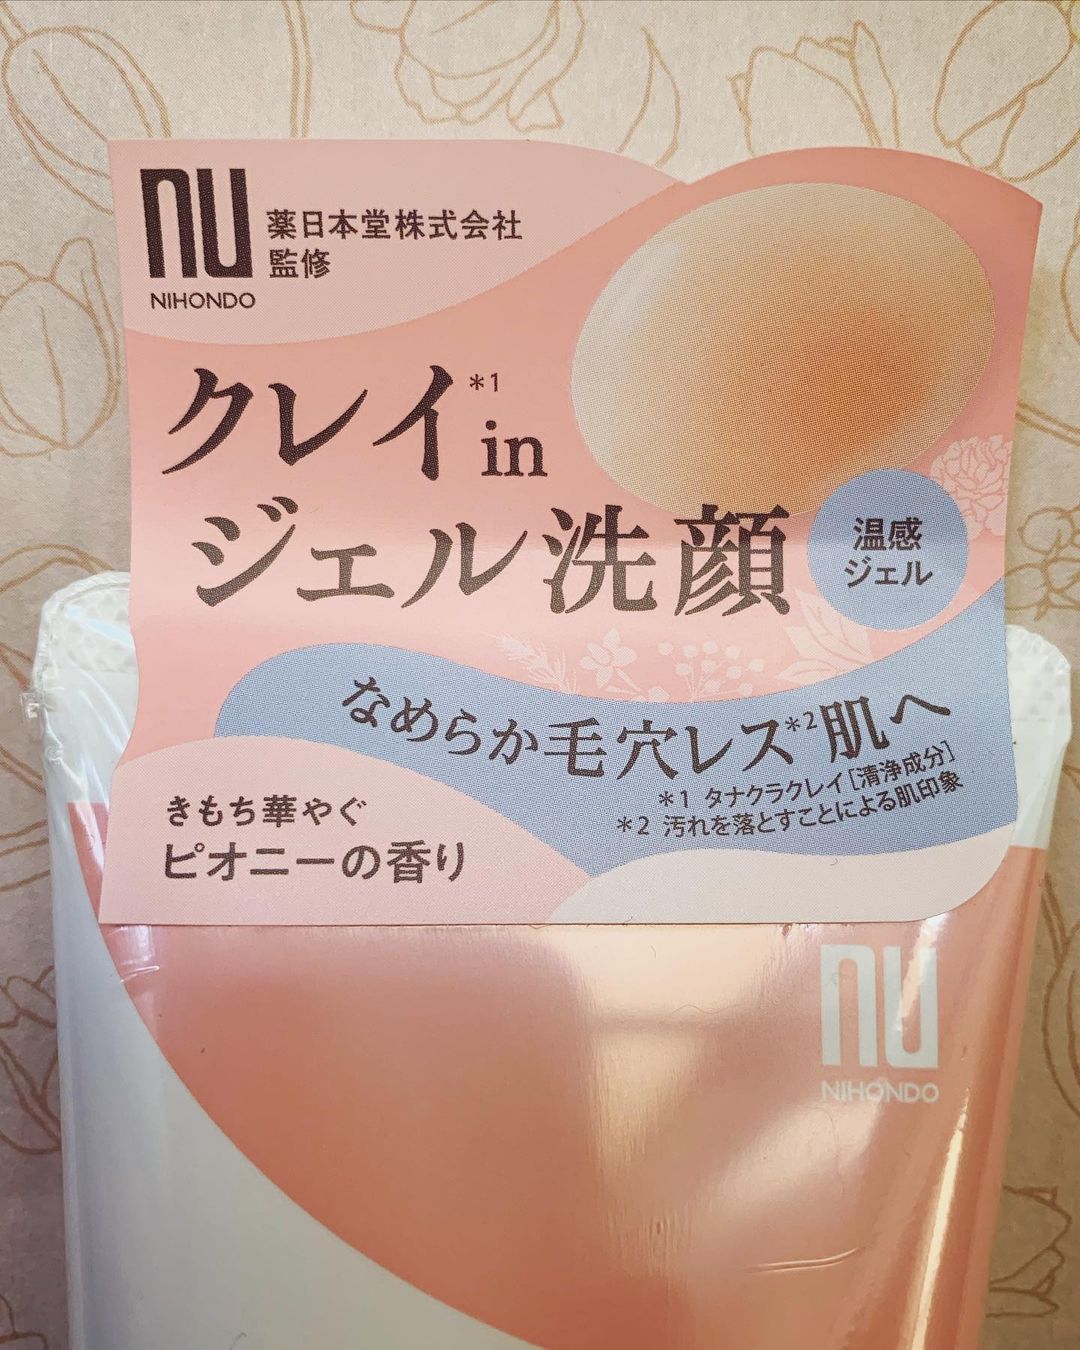 nu
NIHONDO
薬日本堂株式会社
監修
クレイ*1 in
ジェル洗顔
温感
ジェル
なめらか毛穴レス*2肌へ
*1 タナクラクレイ[清浄成分]
*2 汚れを落とすことによる肌印象
きもち華やぐ
ピオニーの香り
nu
NIHONDO